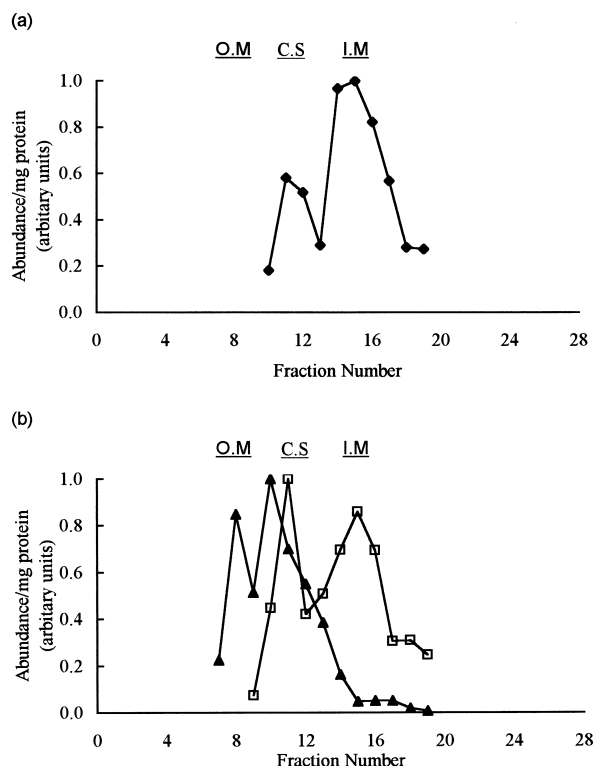 (a)
O.M C.S I.M
1.0
0.8
0.6
0.4
0.2
0.0
Abundance/mg protein
(arbitary units)
0 4 8 12 16 20 24 28
Fraction Number
(b)
O.M C.S I.M
1.0
0.8
0.6
0.4
0.2
0.0
Abundance/mg protein
(arbitary units)
0 4 8 12 16 20 24 28
Fraction Number